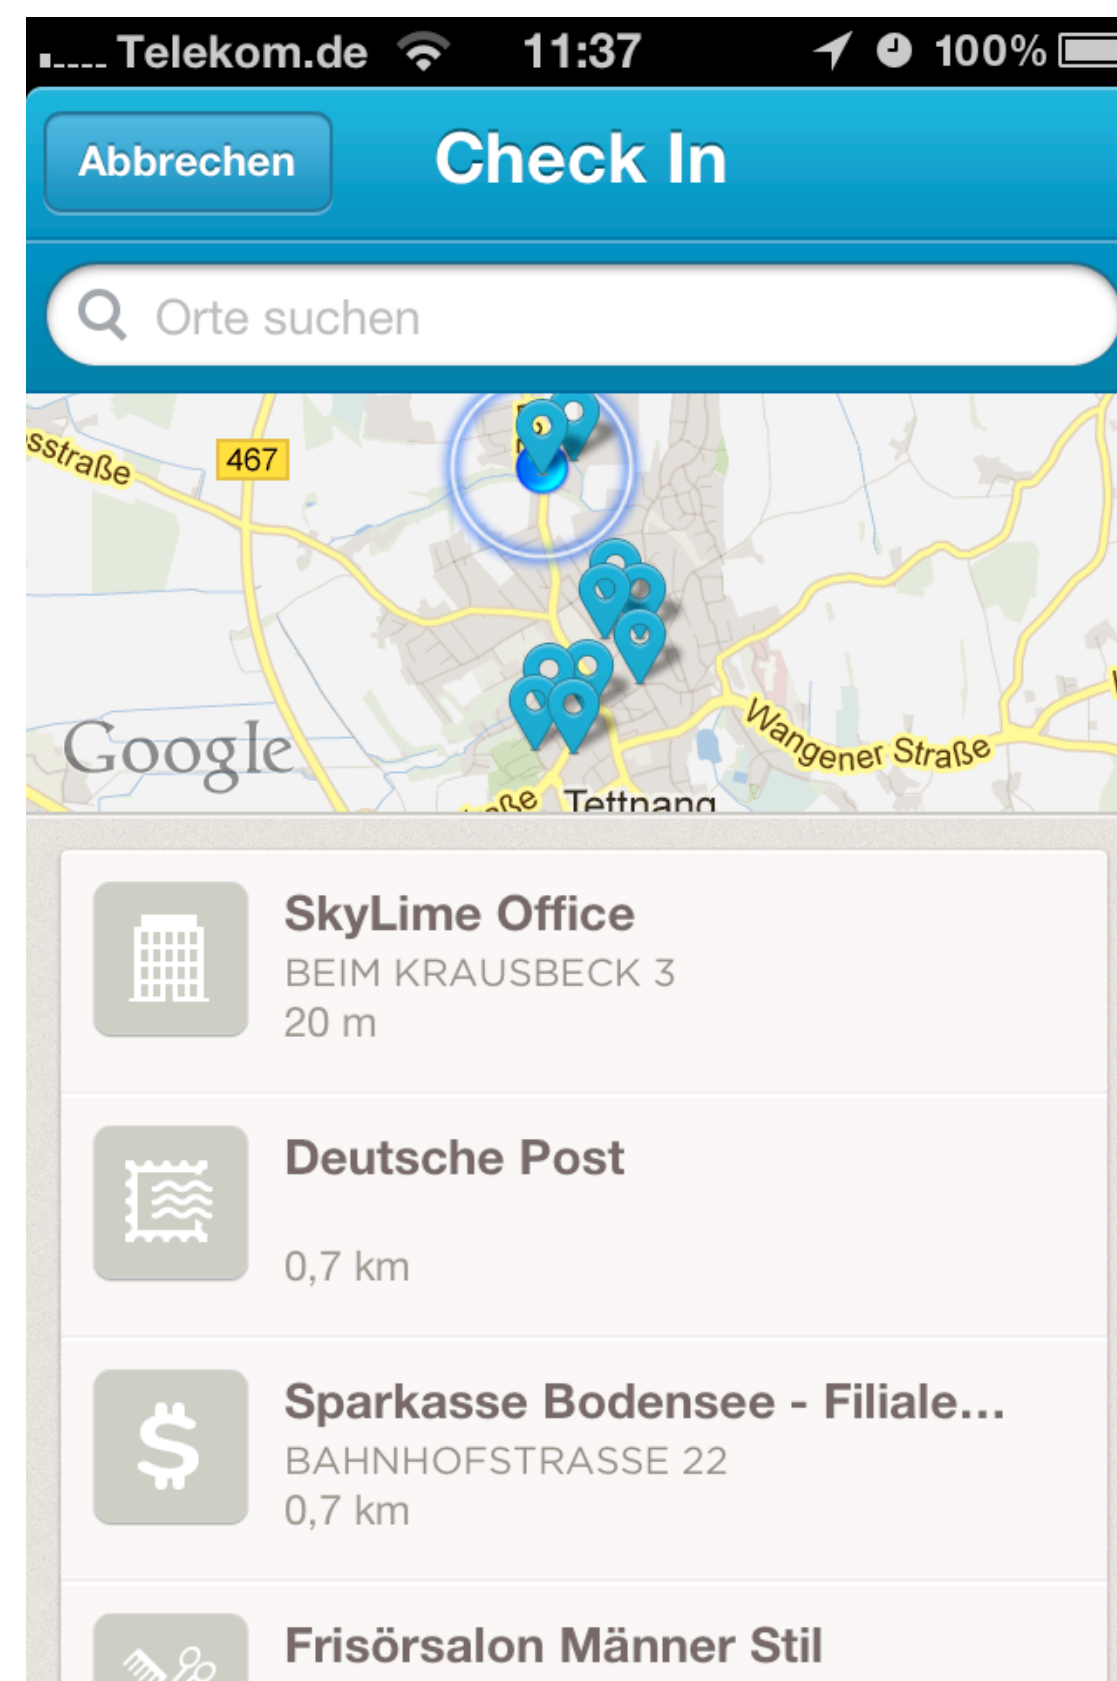 Telekom.de 11:37 100%
Abbrechen Check In
Orte suchen
467
Wangener Straße
Google
Tettnang
SkyLime Office
BEIM KRAUSBECK 3
20 m
Deutsche Post
0,7 km
Sparkasse Bodensee - Filiale...
BAHNHOFSTRASSE 22
0,7 km
Frisörsalon Männer Stil